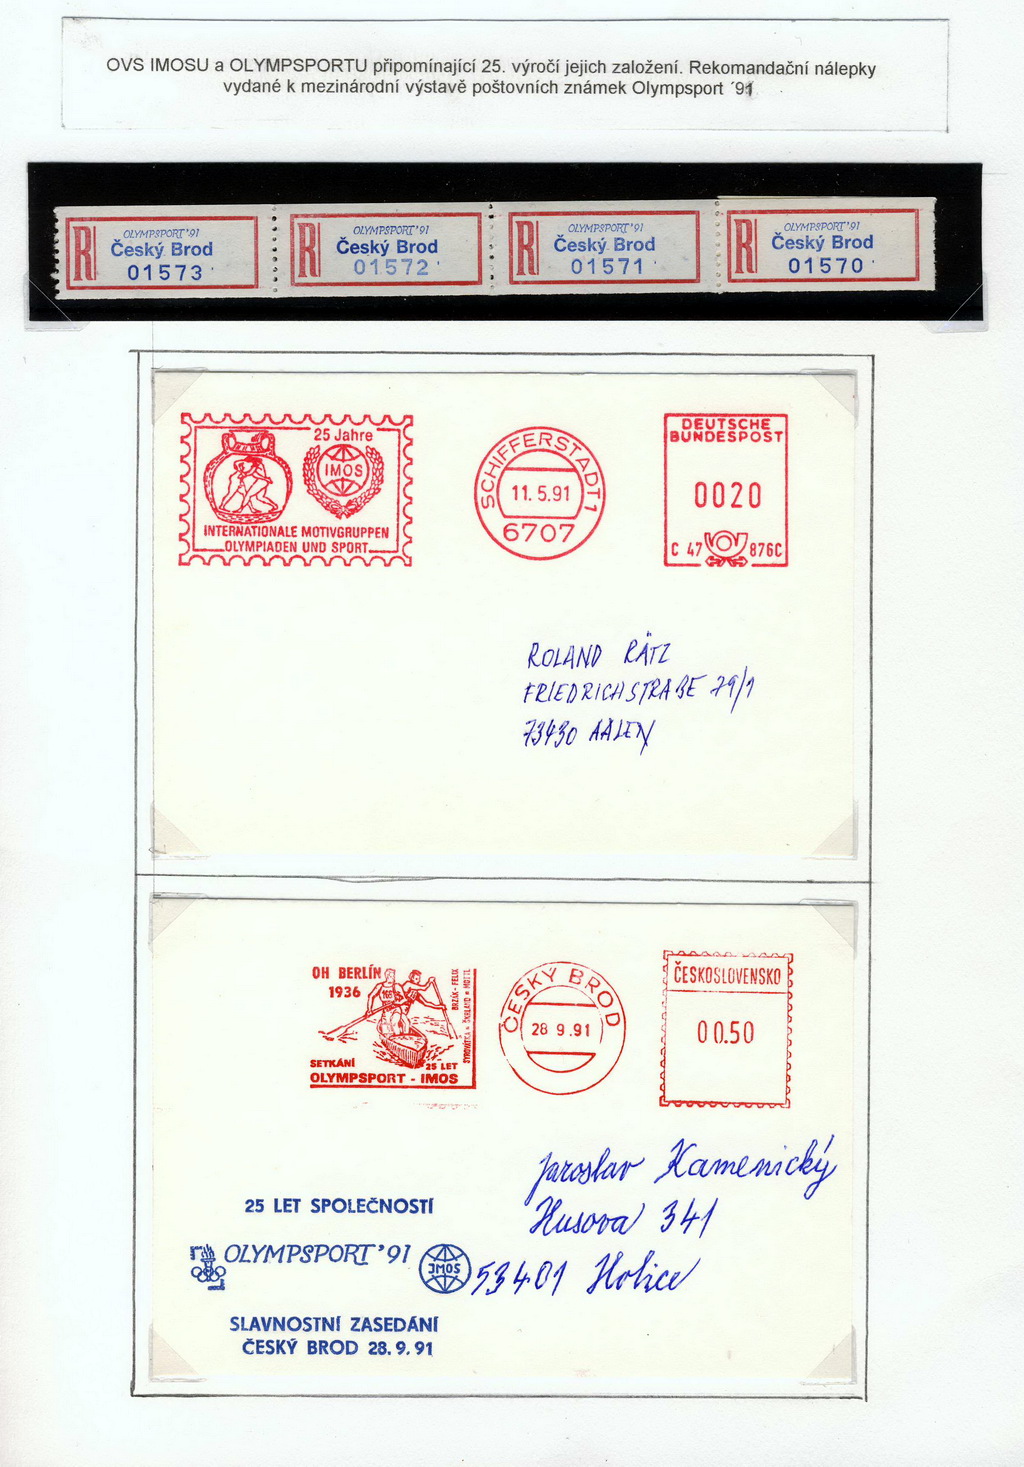 OVS IMOSU a OLYMPSPORTU připomínající 25. výročí jejich založení. Rekomandační nálepky
vydané k mezinárodní výstavě poštovních známek Olympsport ´91
R OLYMPSPORT'91
Český Brod
01573
R OLYMPSPORT'91
Český Brod
01572
R OLYMPSPORT'91
Český Brod
01571
R OLYMPSPORT'91
Český Brod
01570
25 Jahre
IMOS
INTERNATIONALE MOTIVGRUPPEN
OLYMPIADEN UND SPORT
SCHIFFERSTADT 1
11.5.91
6707
DEUTSCHE
BUNDESPOST
0020
C 47 876C
ROLAND RÄTZ
FRIEDRICHSTRAßE 79/1
73430 AALEN
OH BERLÍN
1936
BRZÁK - FELIX
SYROVÁTKA - ŠKRLAND - MOTTL
SETKÁNÍ 25 LET
OLYMPSPORT - IMOS
ČESKÝ BROD
28 9.91
ČESKOSLOVENSKO
00.50
Jaroslav Kamenický
Husova 341
53401 Holice
25 LET SPOLEČNOSTÍ
OLYMPSPORT'91
IMOS
SLAVNOSTNÍ ZASEDÁNÍ
ČESKÝ BROD 28.9.91